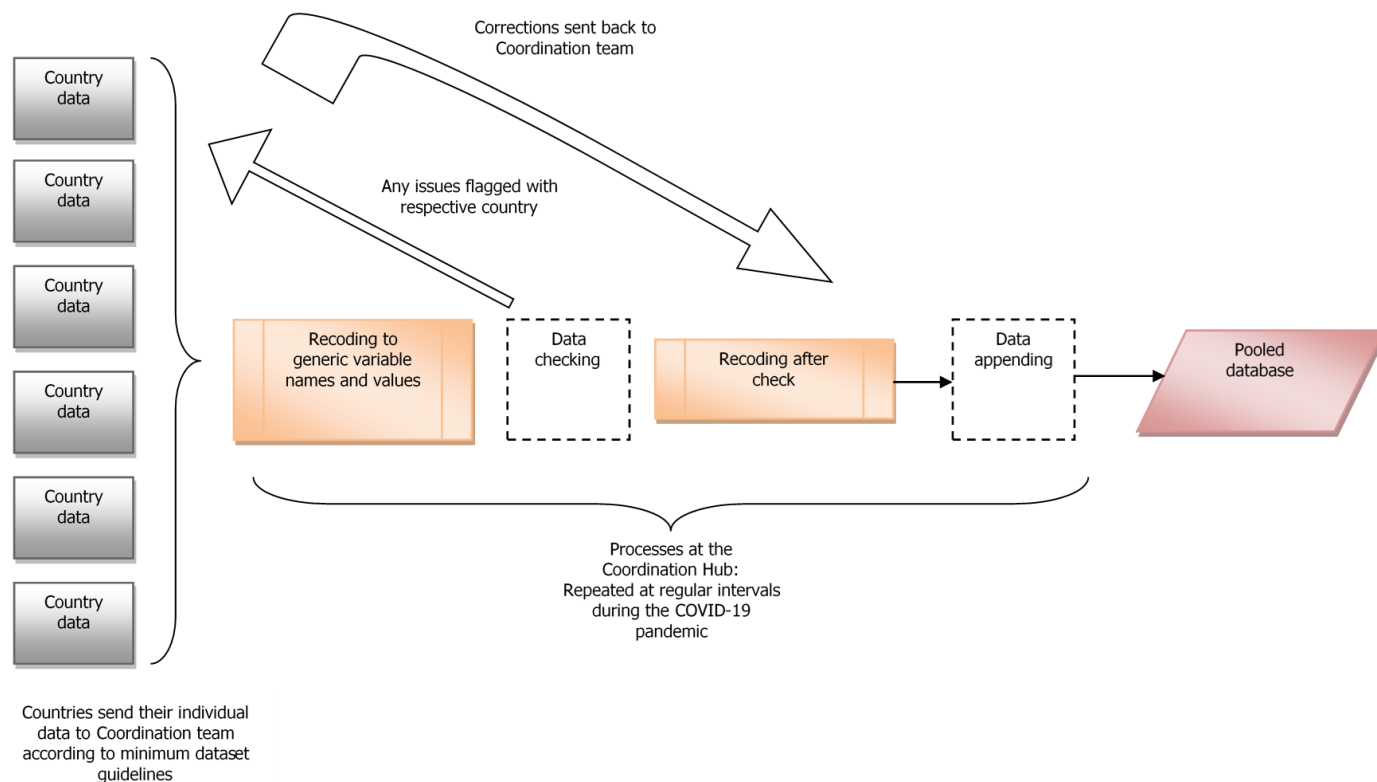 Corrections sent back to
Coordination team
Country
data
Country
data
Any issues flagged with
respective country
Country
data
Recoding to
generic variable
names and values
Data
checking
Recoding after
check
Data
appending
Pooled
database
Country
data
Country
data
Country
data
Processes at the
Coordination Hub:
Repeated at regular intervals
during the COVID-19
pandemic
Countries send their individual
data to Coordination team
according to minimum dataset
guidelines